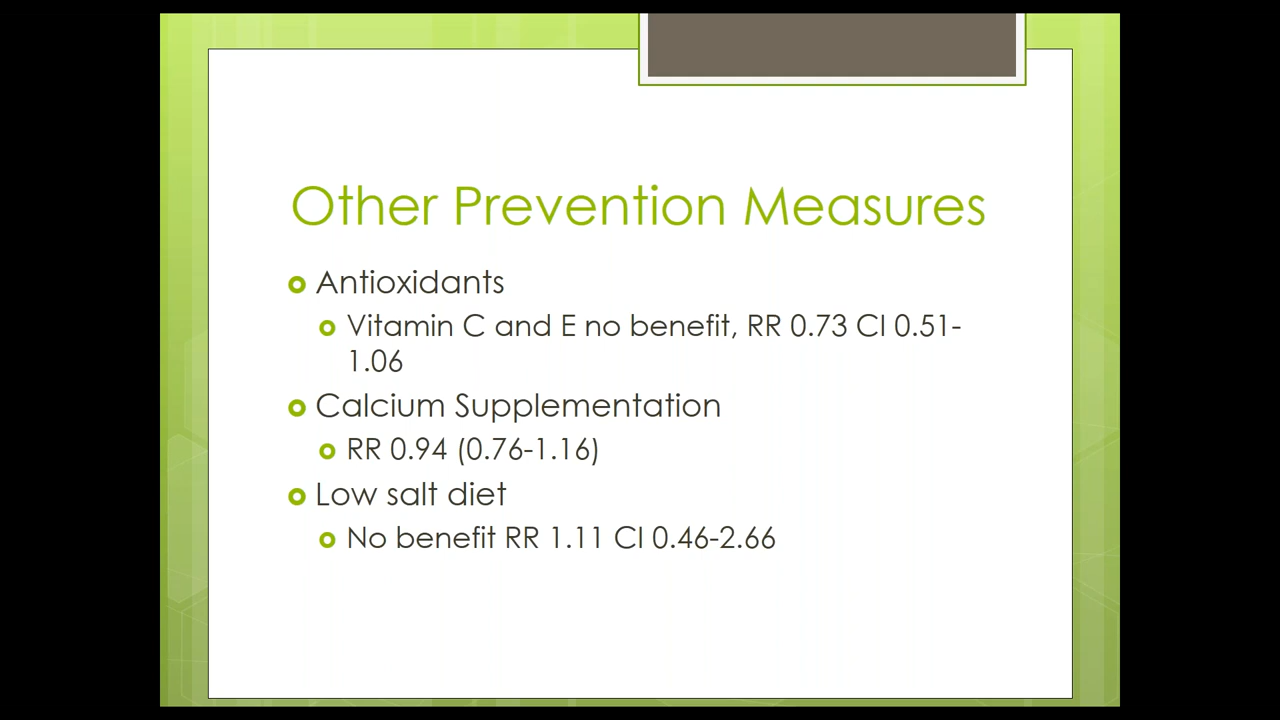 Other Prevention Measures
Antioxidants
Vitamin C and E no benefit, RR 0.73 CI 0.51-
1.06
Calcium Supplementation
RR 0.94 (0.76-1.16)
Low salt diet
No benefit RR 1.11 CI 0.46-2.66